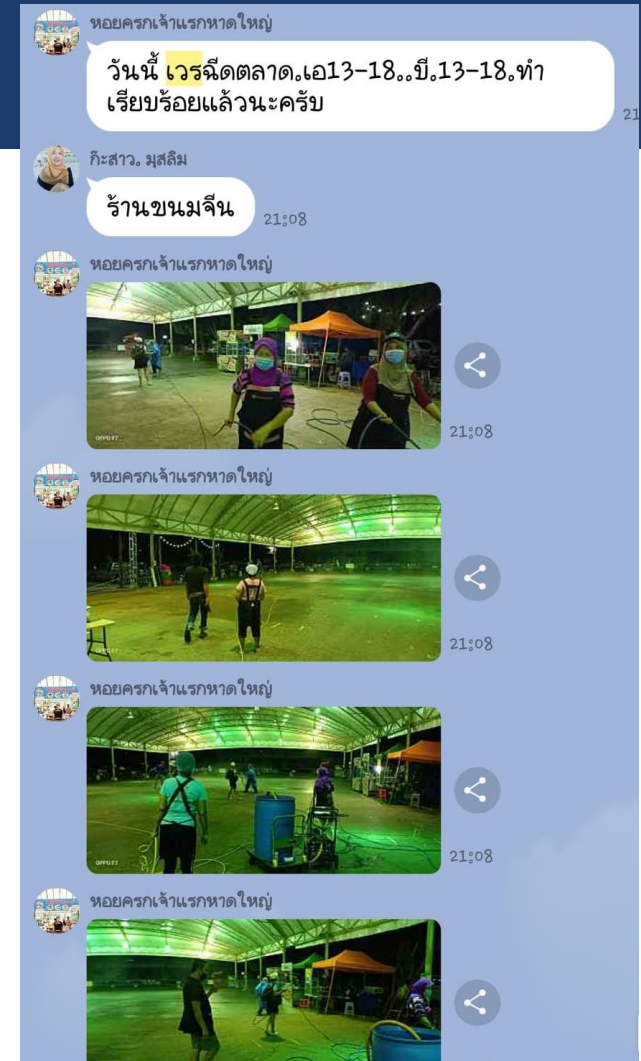 หอยครกเจ้าแรกหาดใหญ่
วันนี้ เวรฉีดตลาด.เอ13-18..บี.13-18.ทำ
เรียบร้อยแล้วนะครับ
21
ก๊ะสาว. มุสลิม
ร้านขนมจีน
21:08
หอยครกเจ้าแรกหาดใหญ่
OPPO F7
21:08
หอยครกเจ้าแรกหาดใหญ่
OPPO F7
21:08
หอยครกเจ้าแรกหาดใหญ่
OPPO F7
21:08
หอยครกเจ้าแรกหาดใหญ่